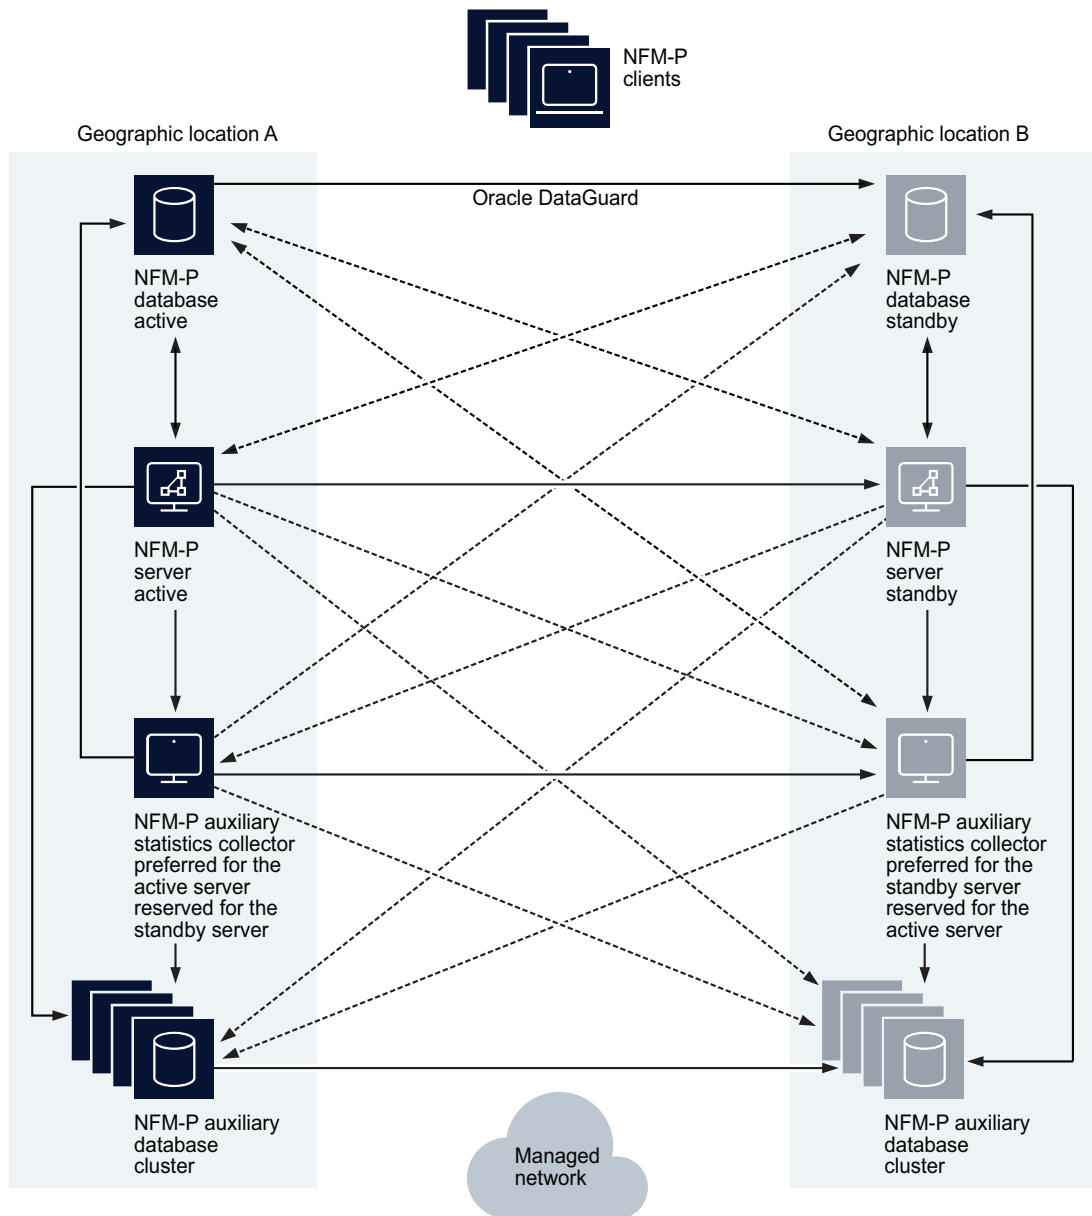 NFM-P
clients
Geographic location A
Geographic location B
Oracle DataGuard
NFM-P
database
active
NFM-P
database
standby
NFM-P
server
active
NFM-P
server
standby
NFM-P auxiliary
statistics collector
preferred for the
active server
reserved for the
standby server
NFM-P auxiliary
statistics collector
preferred for the
standby server
reserved for the
active server
NFM-P auxiliary
database
cluster
NFM-P auxiliary
database
cluster
Managed
network